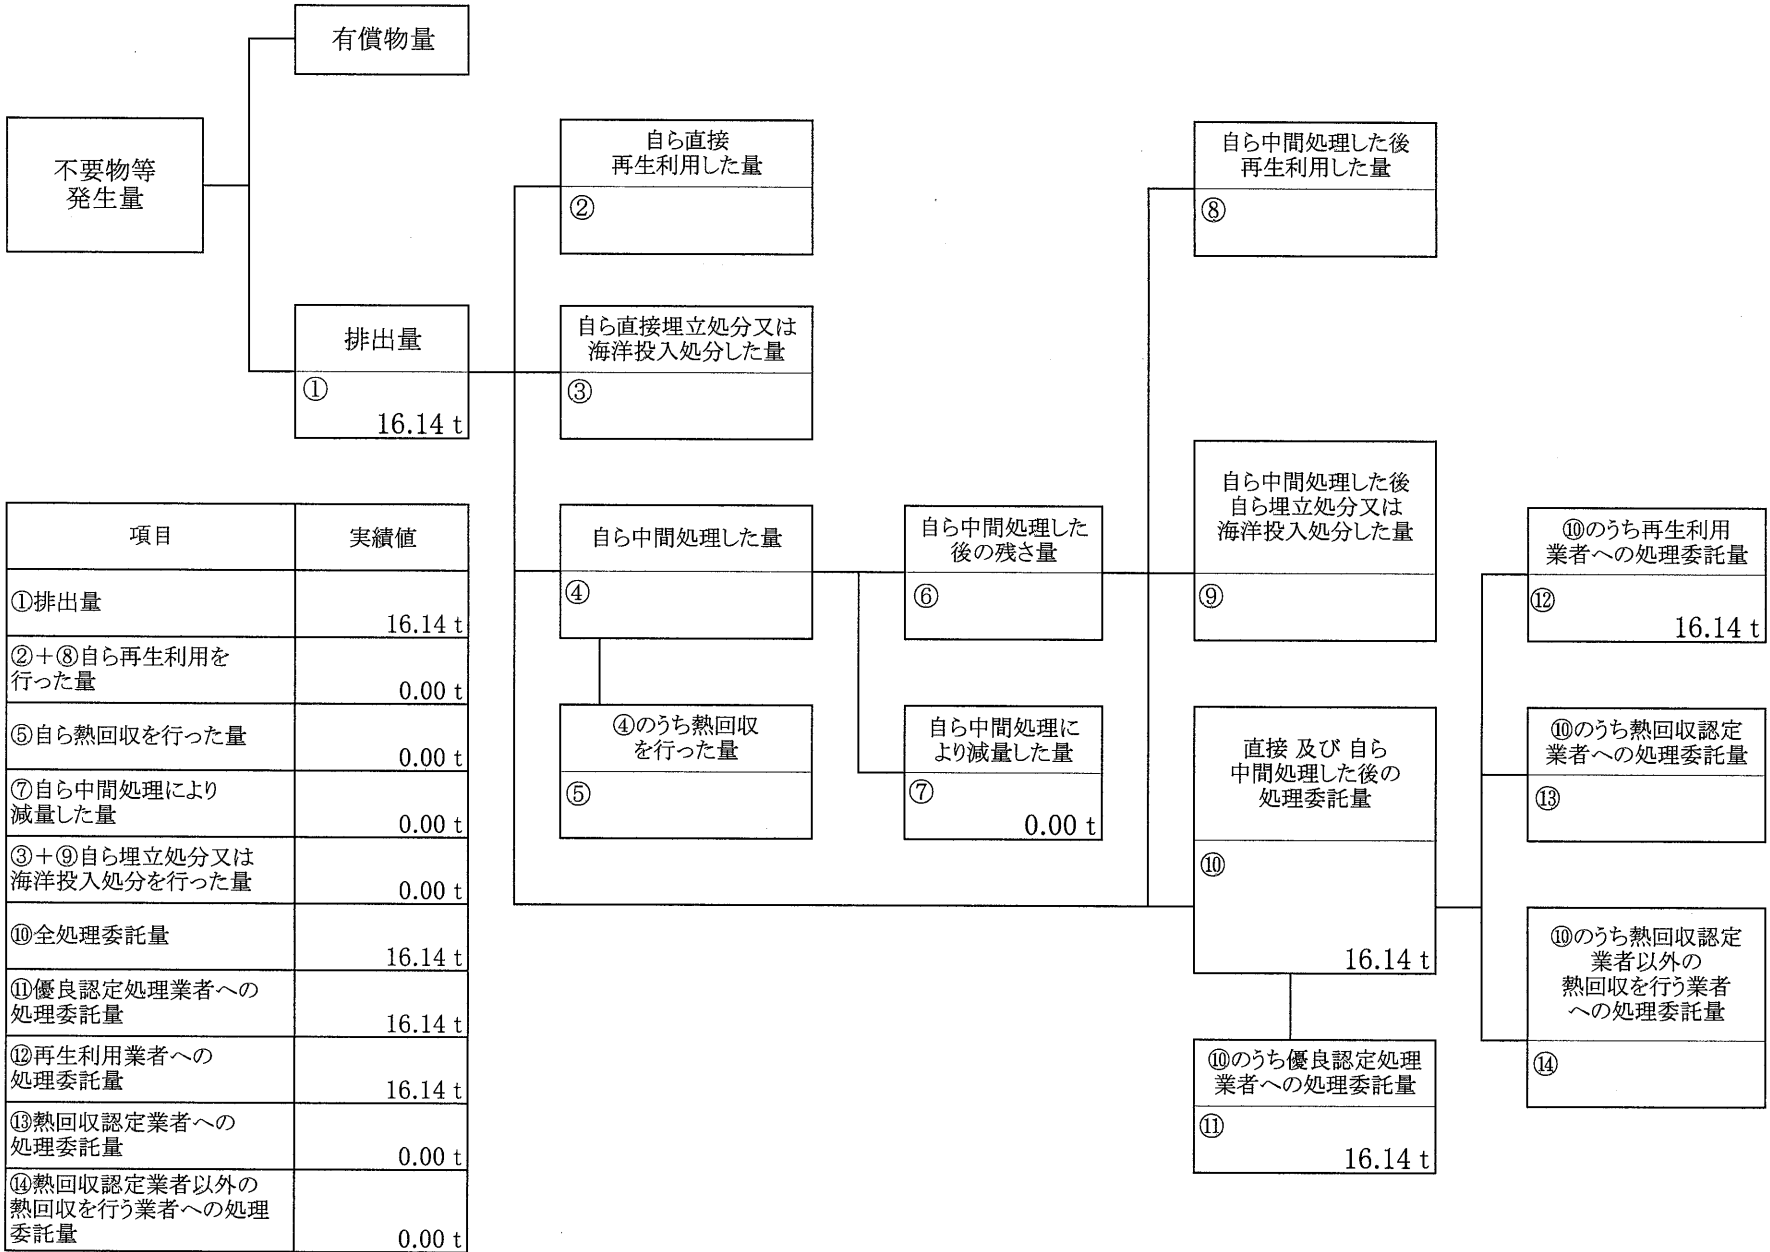 有償物量
不要物等
発生量
排出量
①
16.14 t
自ら直接
再生利用した量
②
自ら直接埋立処分又は
海洋投入処分した量
③
自ら中間処理した量
④
④のうち熱回収
を行った量
⑤
自ら中間処理した
後の残さ量
⑥
自ら中間処理に
より減量した量
⑦
0.00 t
自ら中間処理した後
再生利用した量
⑧
自ら中間処理した後
自ら埋立処分又は
海洋投入処分した量
⑨
直接 及び 自ら
中間処理した後の
処理委託量
⑩
16.14 t
⑩のうち優良認定処理
業者への処理委託量
⑪
16.14 t
⑩のうち再生利用
業者への処理委託量
⑫
16.14 t
⑩のうち熱回収認定
業者への処理委託量
⑬
⑩のうち熱回収認定
業者以外の
熱回収を行う業者
への処理委託量
⑭
項目 実績値
①排出量
16.14 t
②+⑧自ら再生利用を
行った量
0.00 t
⑤自ら熱回収を行った量
0.00 t
⑦自ら中間処理により
減量した量
0.00 t
③+⑨自ら埋立処分又は
海洋投入処分を行った量
0.00 t
⑩全処理委託量
16.14 t
⑪優良認定処理業者への
処理委託量
16.14 t
⑫再生利用業者への
処理委託量
16.14 t
⑬熱回収認定業者への
処理委託量
0.00 t
⑭熱回収認定業者以外の
熱回収を行う業者への処理
委託量
0.00 t